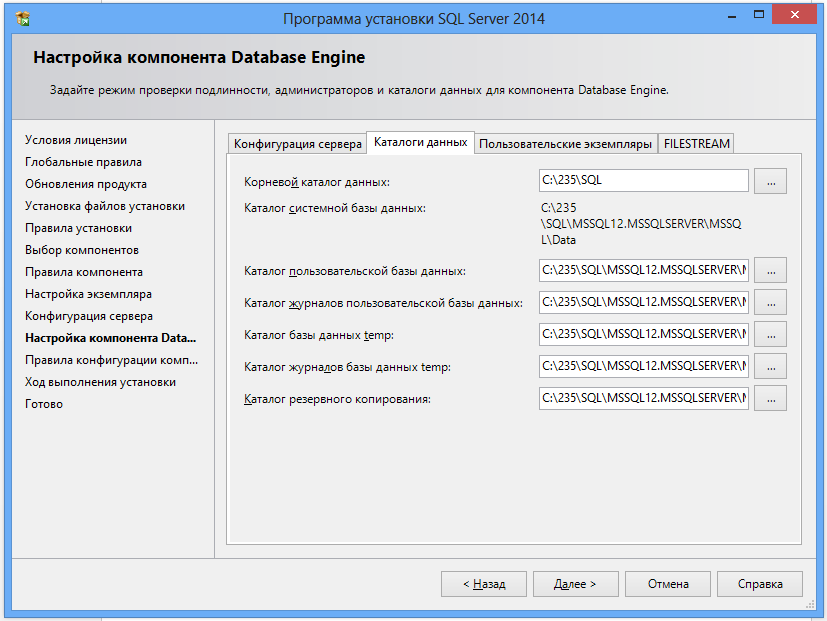 Программа установки SQL Server 2014
Настройка компонента Database Engine
Задайте режим проверки подлинности, администраторов и каталоги данных для компонента Database Engine.
Условия лицензии
Глобальные правила
Обновления продукта
Установка файлов установки
Правила установки
Выбор компонентов
Правила компонента
Настройка экземпляра
Конфигурация сервера
Настройка компонента Data...
Правила конфигурации комп...
Ход выполнения установки
Готово
Конфигурация сервера Каталоги данных Пользовательские экземпляры FILESTREAM
Корневой каталог данных: C:\235\SQL ...
Каталог системной базы данных: C:\235
\SQL\MSSQL12.MSSQLSERVER\MSSQ
L\Data
Каталог пользовательской базы данных: C:\235\SQL\MSSQL12.MSSQLSERVER\ ...
Каталог журналов пользовательской базы данных: C:\235\SQL\MSSQL12.MSSQLSERVER\ ...
Каталог базы данных temp: C:\235\SQL\MSSQL12.MSSQLSERVER\ ...
Каталог журналов базы данных temp: C:\235\SQL\MSSQL12.MSSQLSERVER\ ...
Каталог резервного копирования: C:\235\SQL\MSSQL12.MSSQLSERVER\ ...
< Назад Далее > Отмена Справка